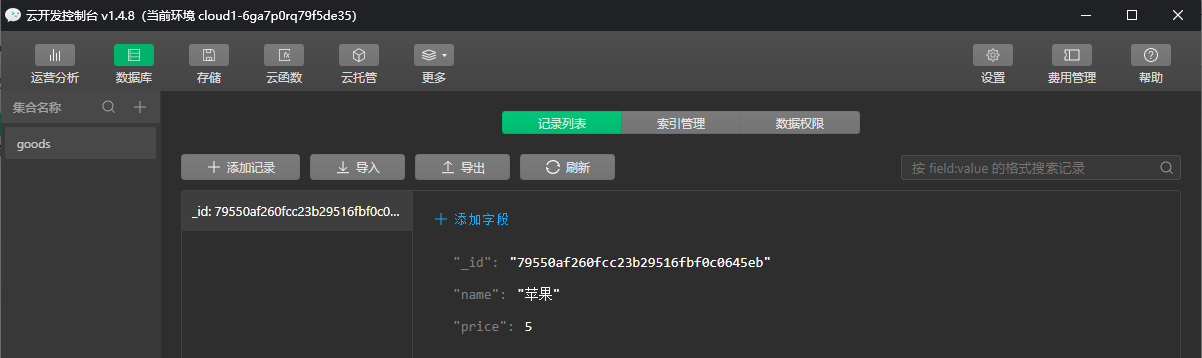 云开发控制台 v1.4.8（当前环境 cloud1-6ga7p0rq79f5de35）
运营分析 数据库 存储 云函数 云托管 更多 设置 费用管理 帮助
集合名称
goods
记录列表 索引管理 数据权限
添加记录 导入 导出 刷新 按 field:value 的格式搜索记录
_id: 79550af260fcc23b29516fbf0c0...
添加字段
"_id": "79550af260fcc23b29516fbf0c0645eb"
"name": "苹果"
"price": 5